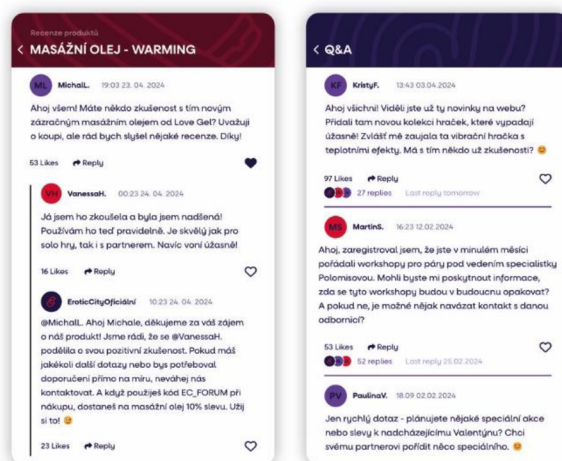 Recenze produktů
MASÁŽNÍ OLEJ - WARMING
ML MichalL. 19:03 23. 04. 2024
Ahoj všem! Máte někdo zkušenost s tím novým
zázračným masážním olejem od Love Gel? Uvažuji
o koupi, ale rád bych slyšel nějaké recenze. Díky!
53 Likes Reply
VH VanessaH. 00:23 24. 04. 2024
Já jsem ho zkoušela a byla jsem nadšená!
Používám ho teď pravidelně. Je skvělý jak pro
solo hry, tak i s partnerem. Navíc voní úžasně!
16 Likes Reply
EroticCityOficiální 10:23 24. 04. 2024
@MichalL. Ahoj Michale, děkujeme za váš zájem
o náš produkt! Jsme rádi, že se @VanessaH.
podělila o svou pozitivní zkušenost. Pokud máš
jakékoli další dotazy nebo bys potřeboval
doporučení přímo na míru, neváhej nás
kontaktovat. A když použiješ kód EC_FORUM při
nákupu, dostaneš na masážní olej 10% slevu. Užij
si to! 😉
23 Likes Reply
Q&A
KF KristyF. 13:43 03.04.2024
Ahoj všichni! Viděli jste už ty novinky na webu?
Přidali tam novou kolekci hraček, které vypadají
úžasně! Zvlášť mě zaujala ta vibrační hračka s
teplotními efekty. Má s tím někdo už zkušenosti? 😊
97 Likes Reply
27 replies Last reply tomorrow
MS MartinS. 16:23 12.02.2024
Ahoj, zaregistroval jsem, že jste v minulém měsíci
pořádali workshopy pro páry pod vedením specialistky
Polomisovou. Mohli byste mi poskytnout informace,
zda se tyto workshopy budou v budoucnu opakovat?
A pokud ne, je možné nějak navázat kontakt s danou
odbornicí?
53 Likes Reply
52 replies Last reply 25.02.2024
PV PaulinaV. 18:09 02.02.2024
Jen rychlý dotaz - plánujete nějaké speciální akce
nebo slevy k nadcházejícímu Valentýnu? Chci
svému partnerovi pořídit něco speciálního. 😊